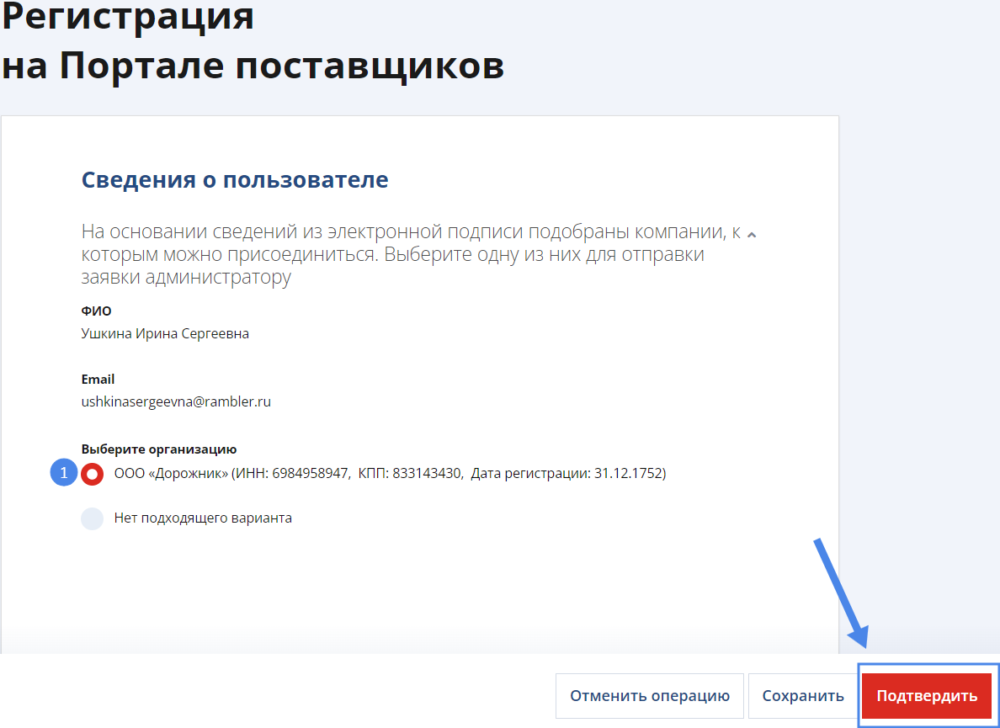 Регистрация
на Портале поставщиков
Сведения о пользователе
На основании сведений из электронной подписи подобраны компании, к
которым можно присоединиться. Выберите одну из них для отправки
заявки администратору
ФИО
Ушкина Ирина Сергеевна
Email
ushkinasergeevna@rambler.ru
Выберите организацию
1 ООО «Дорожник» (ИНН: 6984958947, КПП: 833143430, Дата регистрации: 31.12.1752)
Нет подходящего варианта
Отменить операцию Сохранить Подтвердить